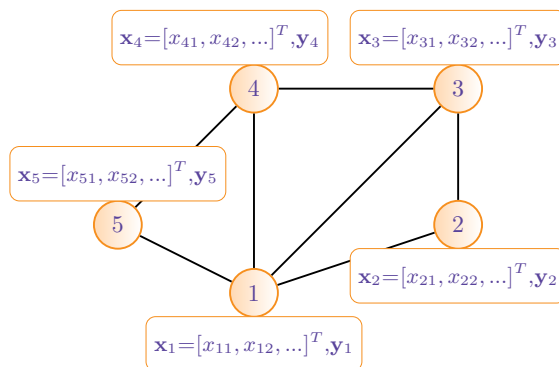 𝐱₄=[x₄₁, x₄₂, ...]ᵀ,𝐲₄
𝐱₃=[x₃₁, x₃₂, ...]ᵀ,𝐲₃
4
3
𝐱₅=[x₅₁, x₅₂, ...]ᵀ,𝐲₅
5
2
𝐱₂=[x₂₁, x₂₂, ...]ᵀ,𝐲₂
1
𝐱₁=[x₁₁, x₁₂, ...]ᵀ,𝐲₁